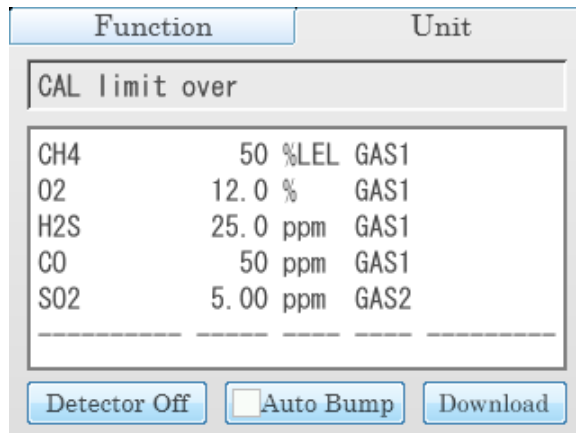 Function Unit
CAL limit over
CH4 50 %LEL GAS1
O2 12.0 % GAS1
H2S 25.0 ppm GAS1
CO 50 ppm GAS1
SO2 5.00 ppm GAS2
---------- ----- ---- ---- ---------
Detector Off Auto Bump Download